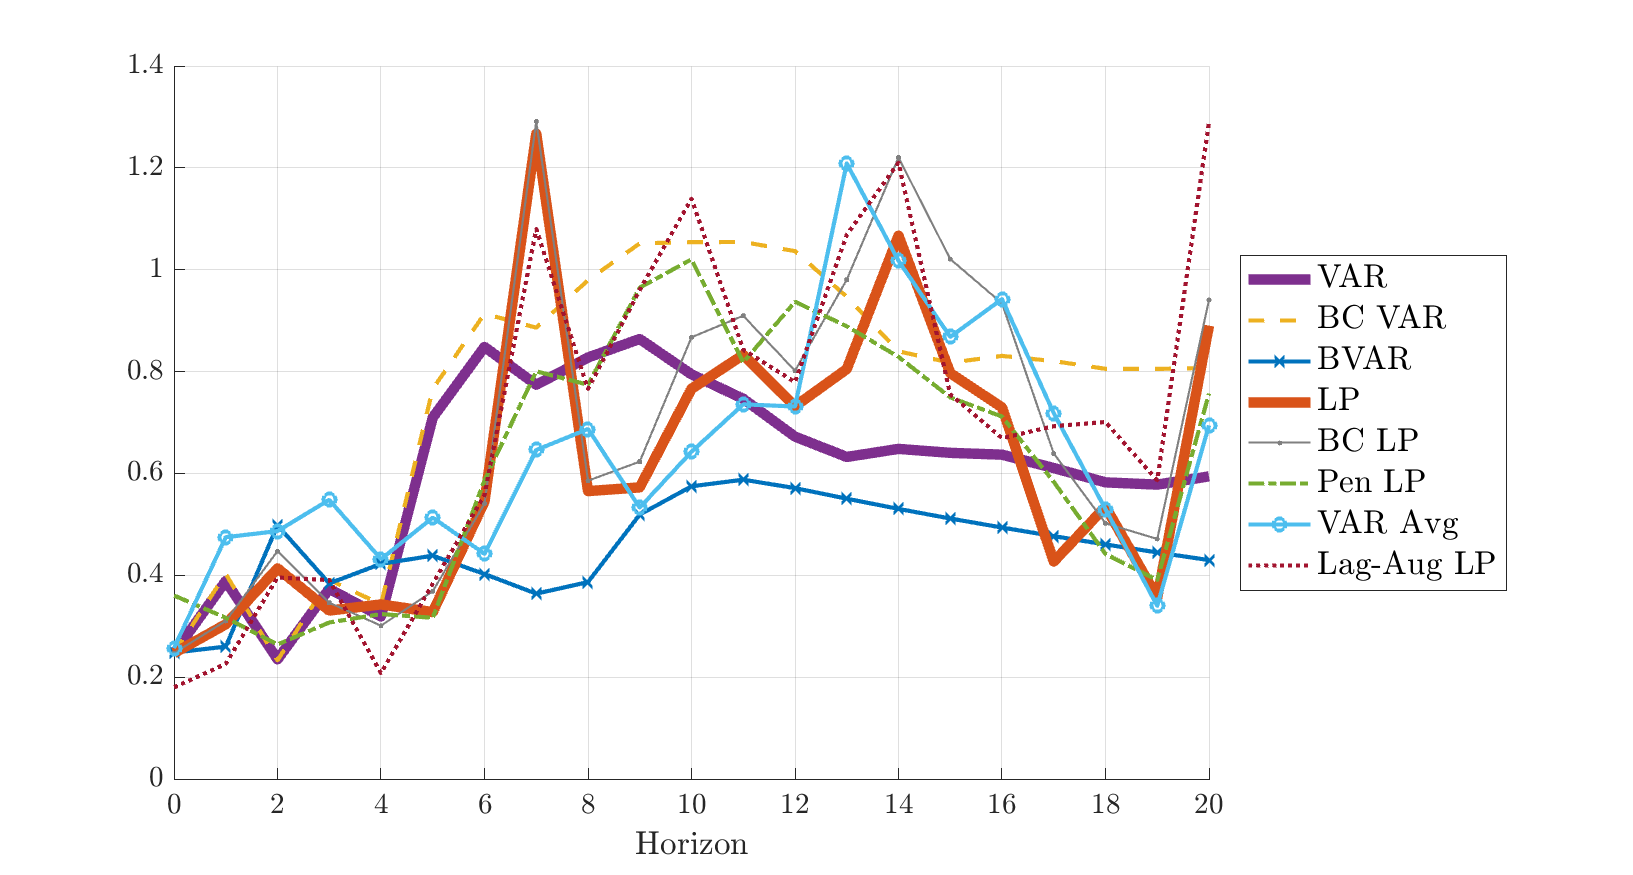 1.4
1.2
1
0.8
0.6
0.4
0.2
0
0 2 4 6 8 10 12 14 16 18 20
Horizon
VAR
BC VAR
BVAR
LP
BC LP
Pen LP
VAR Avg
Lag-Aug LP